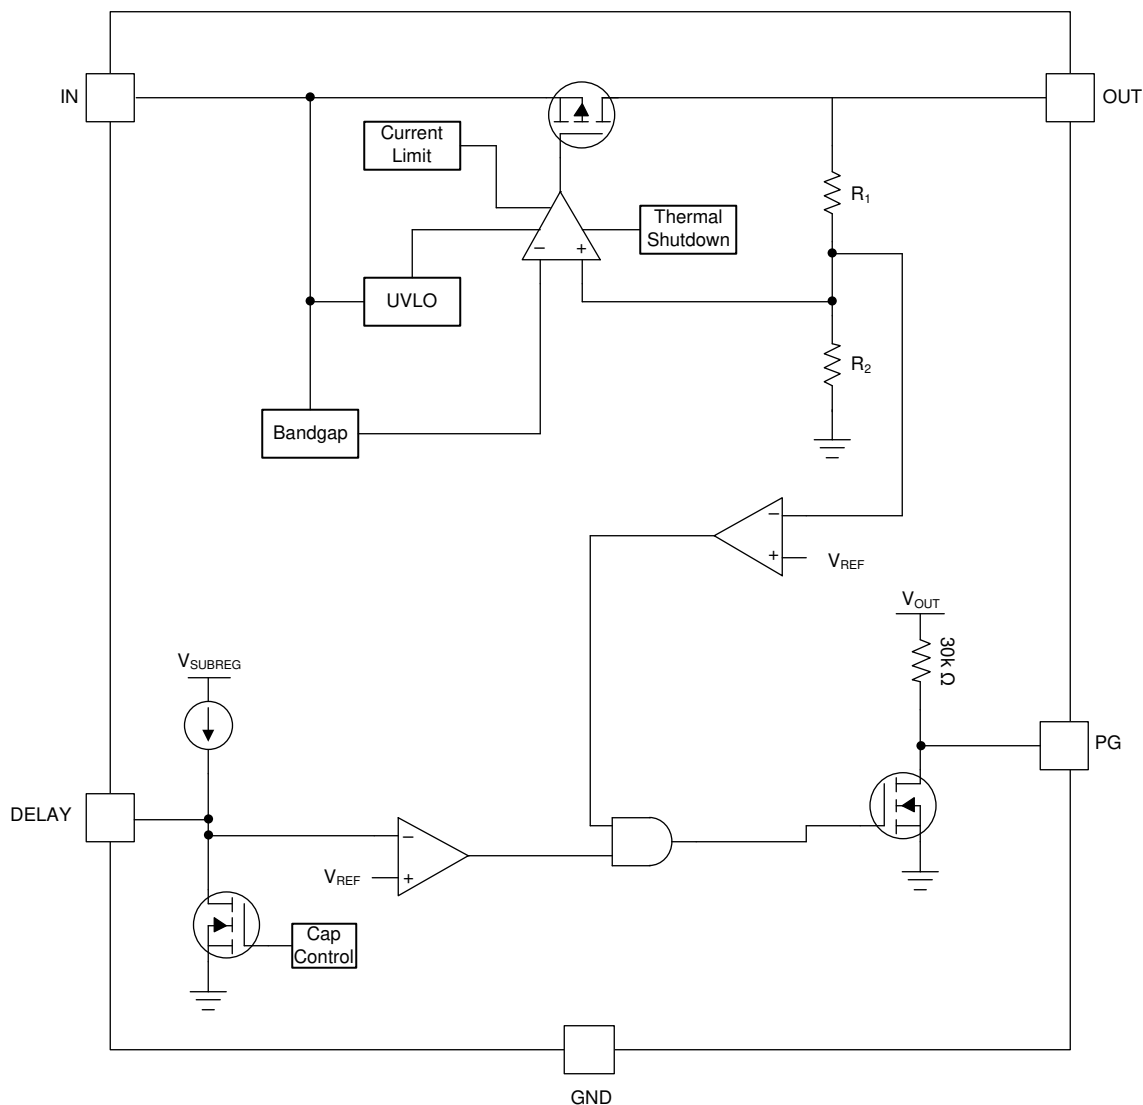 IN
OUT
Current
Limit
R1
Thermal
Shutdown
− +
UVLO
R2
Bandgap
−
+ VREF
VOUT
30k Ω
VSUBREG
PG
DELAY
−
VREF +
Cap
Control
GND